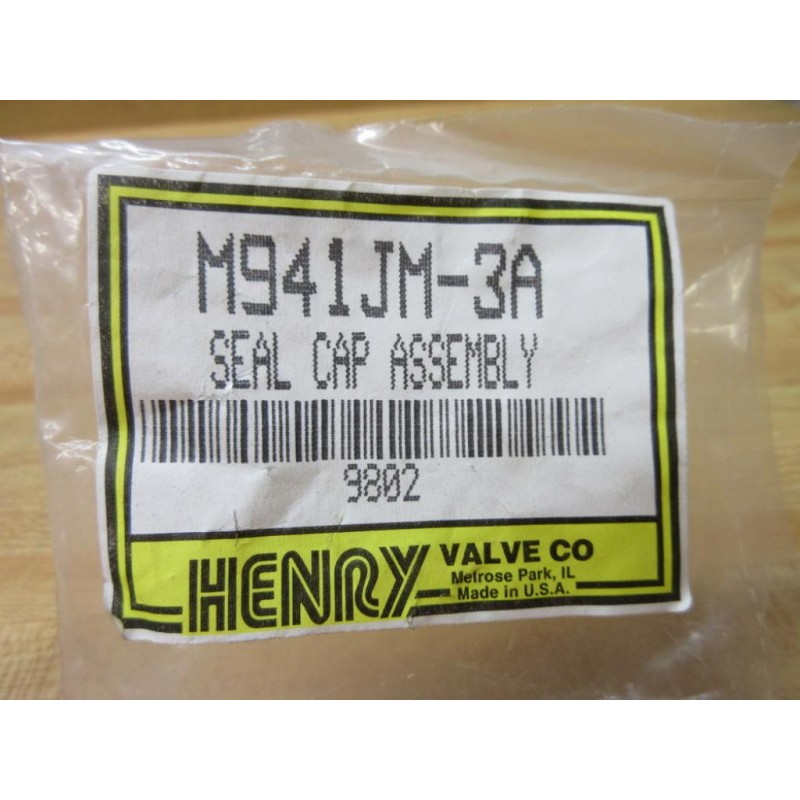 M941JM-3A
SEAL CAP ASSEMBLY
9802
HENRY VALVE CO
Melrose Park, IL
Made in U.S.A.